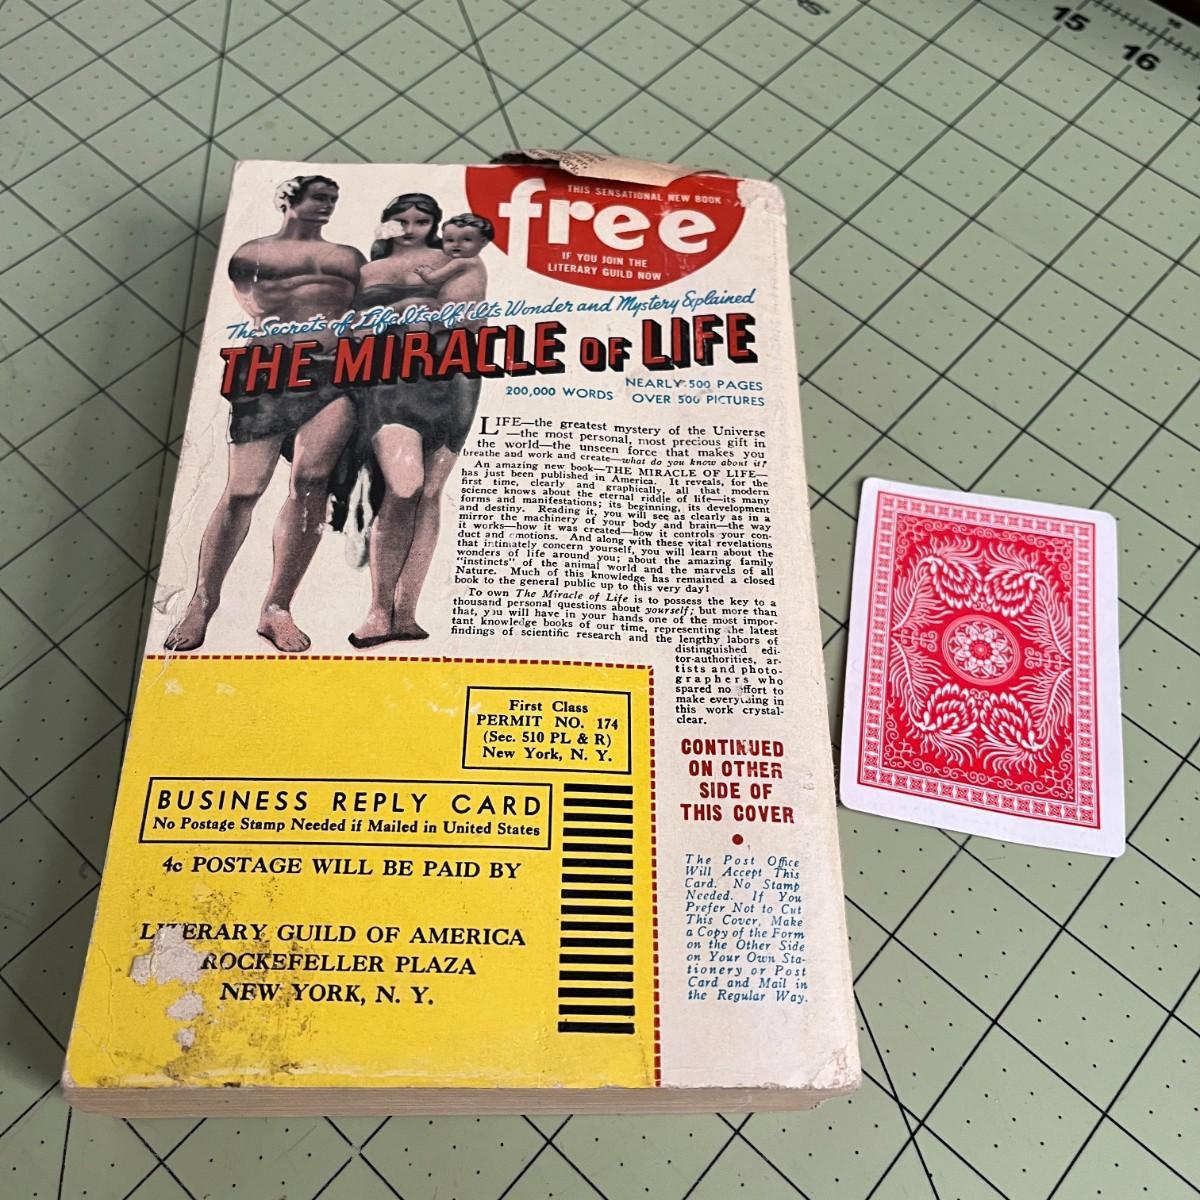 15
16
THIS SENSATIONAL NEW BOOK
free
IF YOU JOIN THE
LITERARY GUILD NOW
The Secrets of Life Itself! Its Wonder and Mystery Explained
THE MIRACLE OF LIFE
200,000 WORDS
NEARLY 500 PAGES
OVER 500 PICTURES
LIFE—the greatest mystery of the Universe
—the most personal, most precious gift in
the world—the unseen force that makes you
breathe and work and create—what do you know about it?
An amazing new book—THE MIRACLE OF LIFE—
has just been published in America. It reveals, for the
first time, clearly and graphically, all that modern
science knows about the eternal riddle of life—its many
forms and manifestations; its beginning, its development
and destiny. Reading it, you will see as clearly as in a
mirror the machinery of your body and brain—the way
it works—how it was created—how it controls your con-
duct and emotions. And along with these vital revelations
that intimately concern yourself, you will learn about the
wonders of life around you; about the amazing family
"instincts" of the animal world and the marvels of all
Nature. Much of this knowledge has remained a closed
book to the general public up to this very day!
To own The Miracle of Life is to possess the key to a
thousand personal questions about yourself; but more than
that, you will have in your hands one of the most impor-
tant knowledge books of our time, representing the latest
findings of scientific research and the lengthy labors of
distinguished edi-
tor-authorities, ar-
tists and photo-
graphers who
spared no effort to
make everything in
this work crystal-
clear.
CONTINUED
ON OTHER
SIDE OF
THIS COVER
The Post Office
Will Accept This
Card. No Stamp
Needed. If You
Prefer Not to Cut
This Cover, Make
a Copy of the Form
on the Other Side
on Your Own Sta-
tionery or Post
Card and Mail in
the Regular Way.
First Class
PERMIT NO. 174
(Sec. 510 PL & R)
New York, N. Y.
BUSINESS REPLY CARD
No Postage Stamp Needed if Mailed in United States
4c POSTAGE WILL BE PAID BY
LITERARY GUILD OF AMERICA
ROCKEFELLER PLAZA
NEW YORK, N. Y.